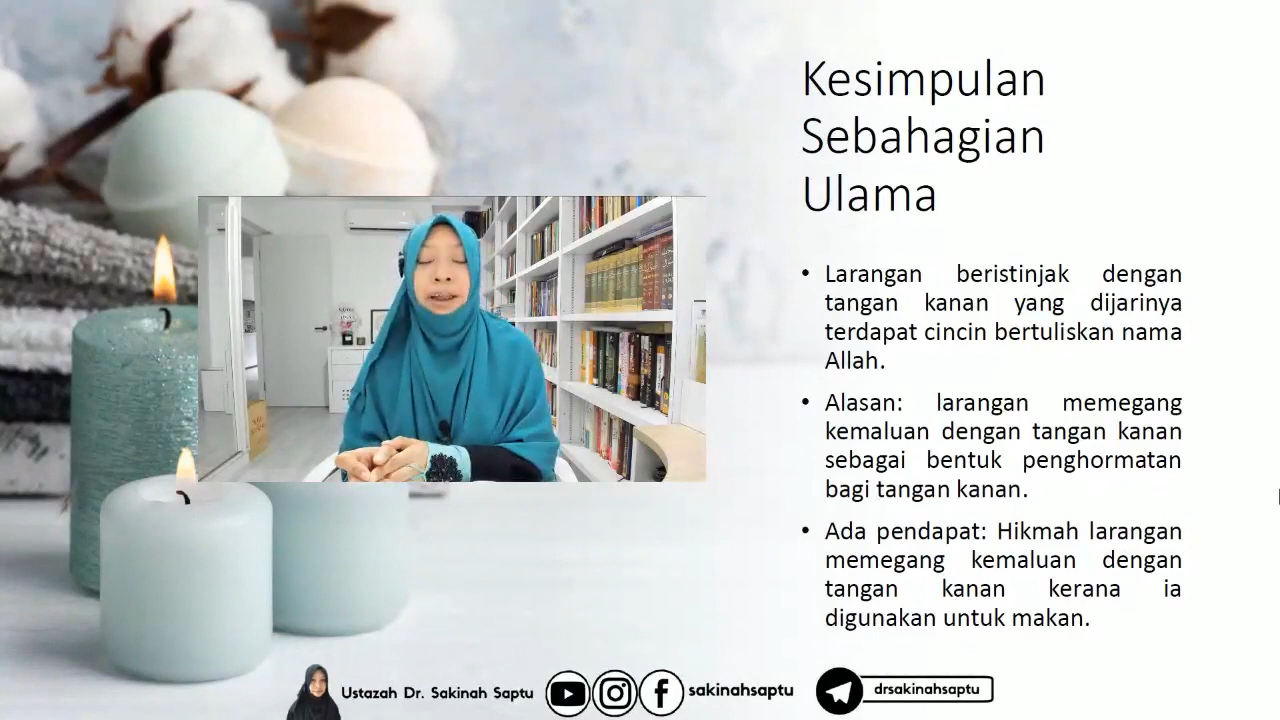 Kesimpulan
Sebahagian
Ulama
• Larangan beristinjak dengan
tangan kanan yang dijarinya
terdapat cincin bertuliskan nama
Allah.
• Alasan: larangan memegang
kemaluan dengan tangan kanan
sebagai bentuk penghormatan
bagi tangan kanan.
• Ada pendapat: Hikmah larangan
memegang kemaluan dengan
tangan kanan kerana ia
digunakan untuk makan.
Ustazah Dr. Sakinah Saptu
sakinahsaptu
drsakinahsaptu